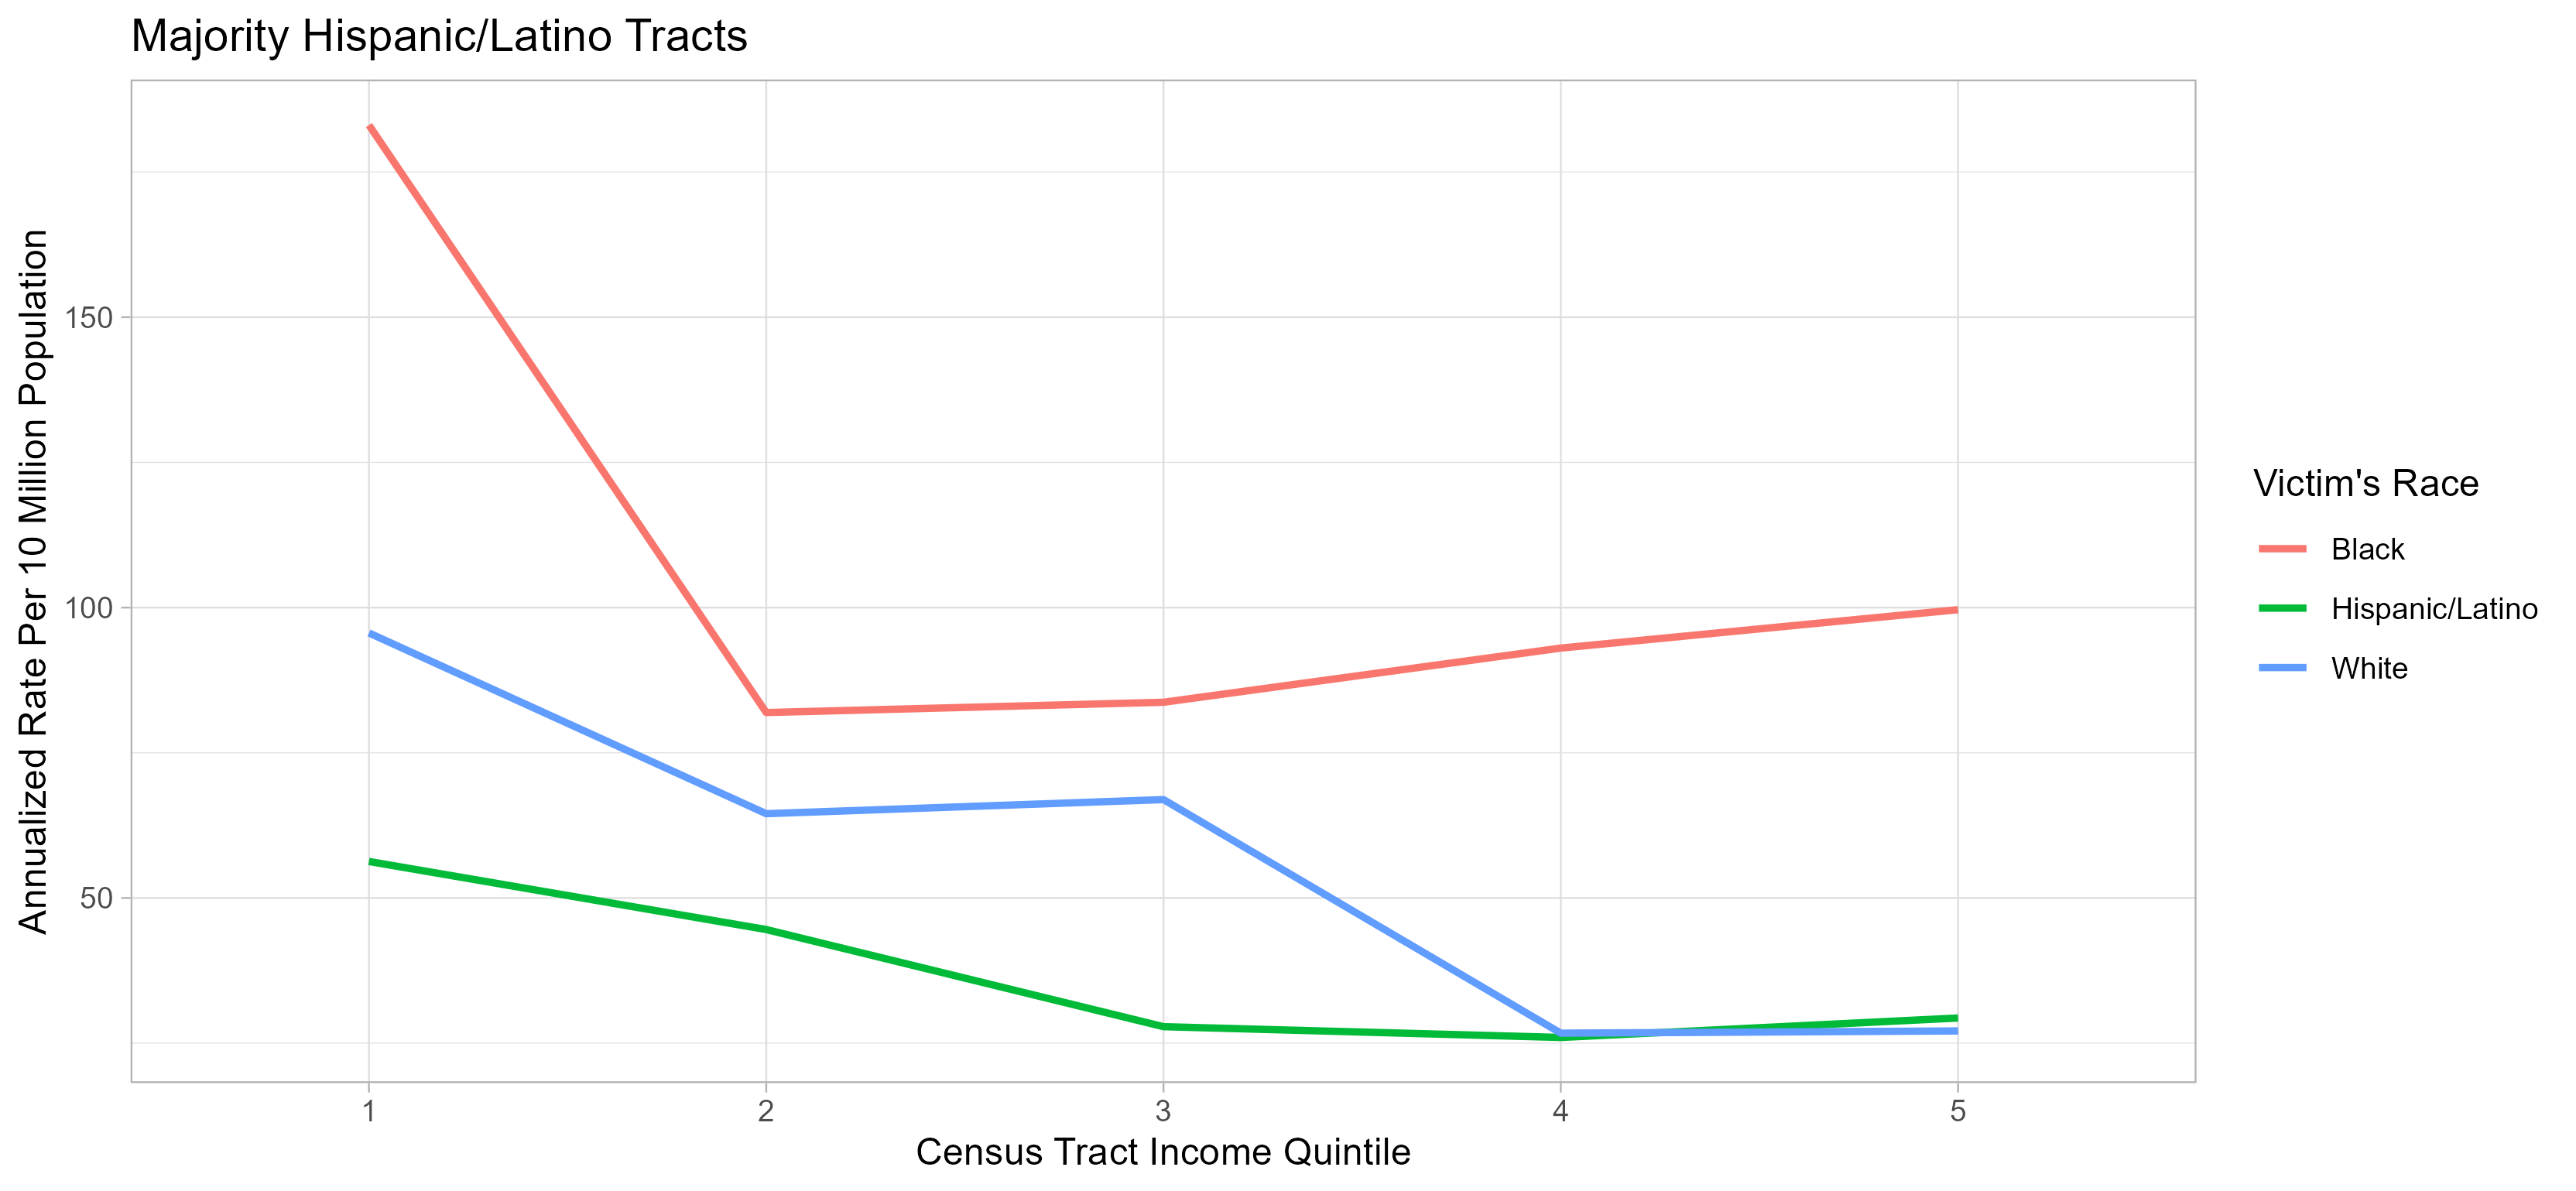 Majority Hispanic/Latino Tracts
Annualized Rate Per 10 Million Population
150
100
50
1 2 3 4 5
Census Tract Income Quintile
Victim's Race
Black
Hispanic/Latino
White